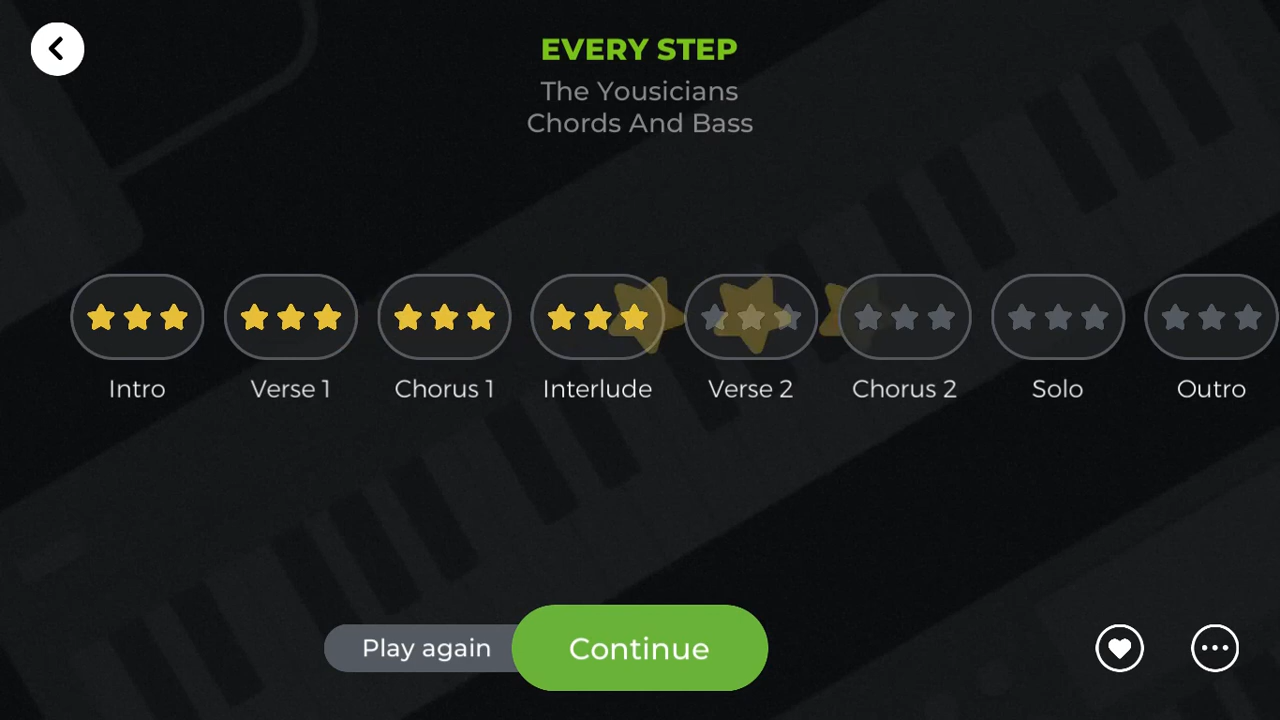 EVERY STEP
The Yousicians
Chords And Bass
Intro
Verse 1
Chorus 1
Interlude
Verse 2
Chorus 2
Solo
Outro
Play again
Continue